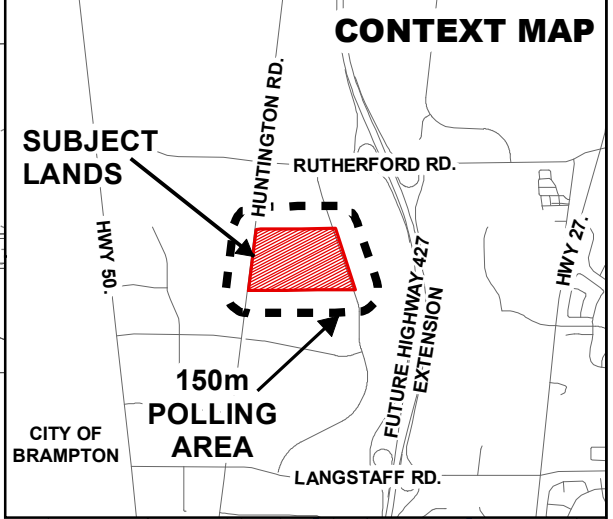 CONTEXT MAP
HUNTINGTON RD.
SUBJECT
LANDS
RUTHERFORD RD.
HWY 50.
HWY 27.
FUTURE HIGHWAY 427
EXTENSION
150m
POLLING
AREA
CITY OF
BRAMPTON
LANGSTAFF RD.